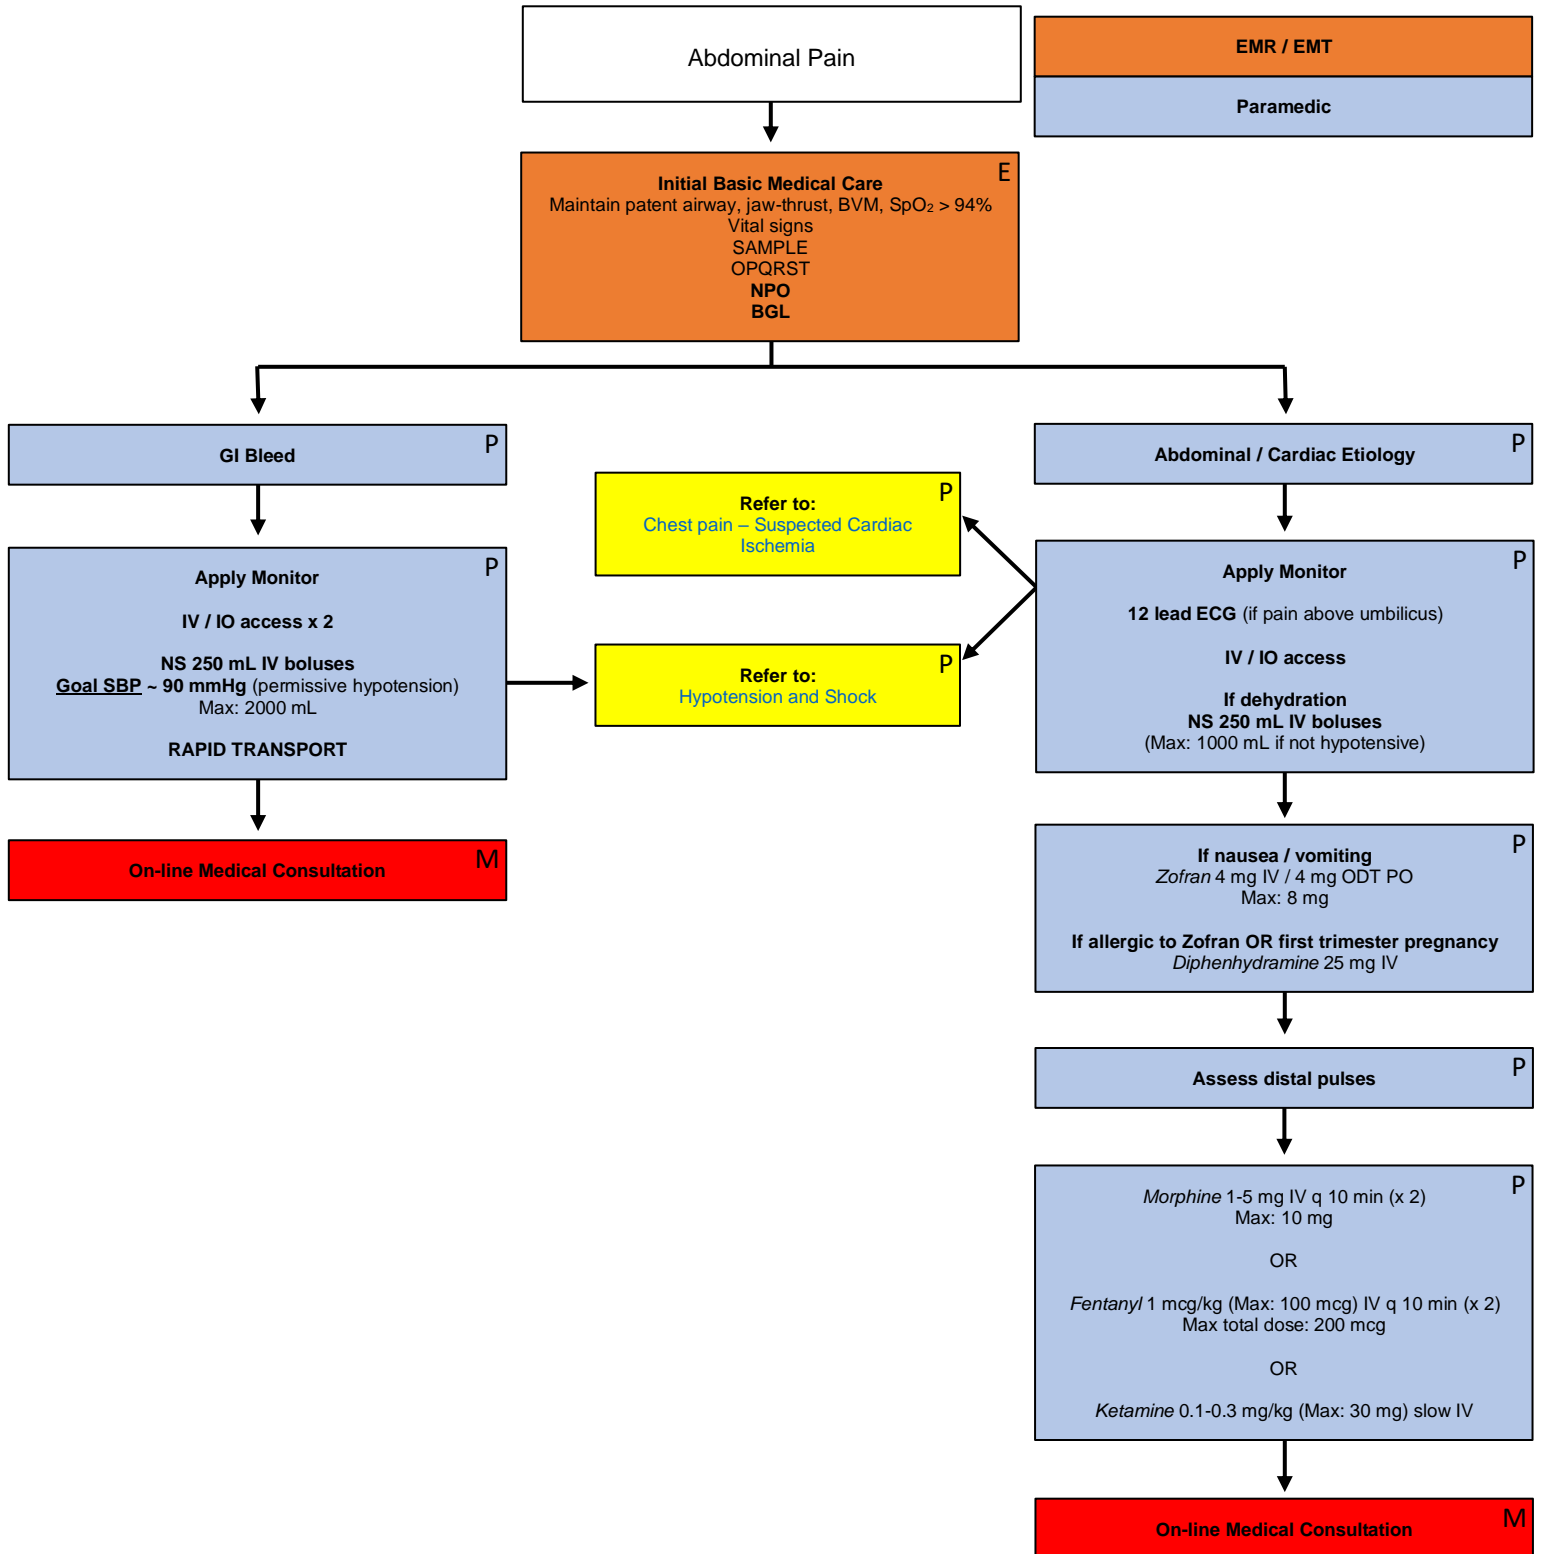 Abdominal Pain
EMR / EMT
Paramedic
E
Initial Basic Medical Care
Maintain patent airway, jaw-thrust, BVM, SpO₂ > 94%
Vital signs
SAMPLE
OPQRST
NPO
BGL
P
GI Bleed
P
Apply Monitor
IV / IO access x 2
NS 250 mL IV boluses
Goal SBP ~ 90 mmHg (permissive hypotension)
Max: 2000 mL
RAPID TRANSPORT
M
On-line Medical Consultation
P
Refer to:
Chest pain – Suspected Cardiac
Ischemia
P
Refer to:
Hypotension and Shock
P
Abdominal / Cardiac Etiology
P
Apply Monitor
12 lead ECG (if pain above umbilicus)
IV / IO access
If dehydration
NS 250 mL IV boluses
(Max: 1000 mL if not hypotensive)
P
If nausea / vomiting
Zofran 4 mg IV / 4 mg ODT PO
Max: 8 mg
If allergic to Zofran OR first trimester pregnancy
Diphenhydramine 25 mg IV
P
Assess distal pulses
P
Morphine 1-5 mg IV q 10 min (x 2)
Max: 10 mg
OR
Fentanyl 1 mcg/kg (Max: 100 mcg) IV q 10 min (x 2)
Max total dose: 200 mcg
OR
Ketamine 0.1-0.3 mg/kg (Max: 30 mg) slow IV
M
On-line Medical Consultation